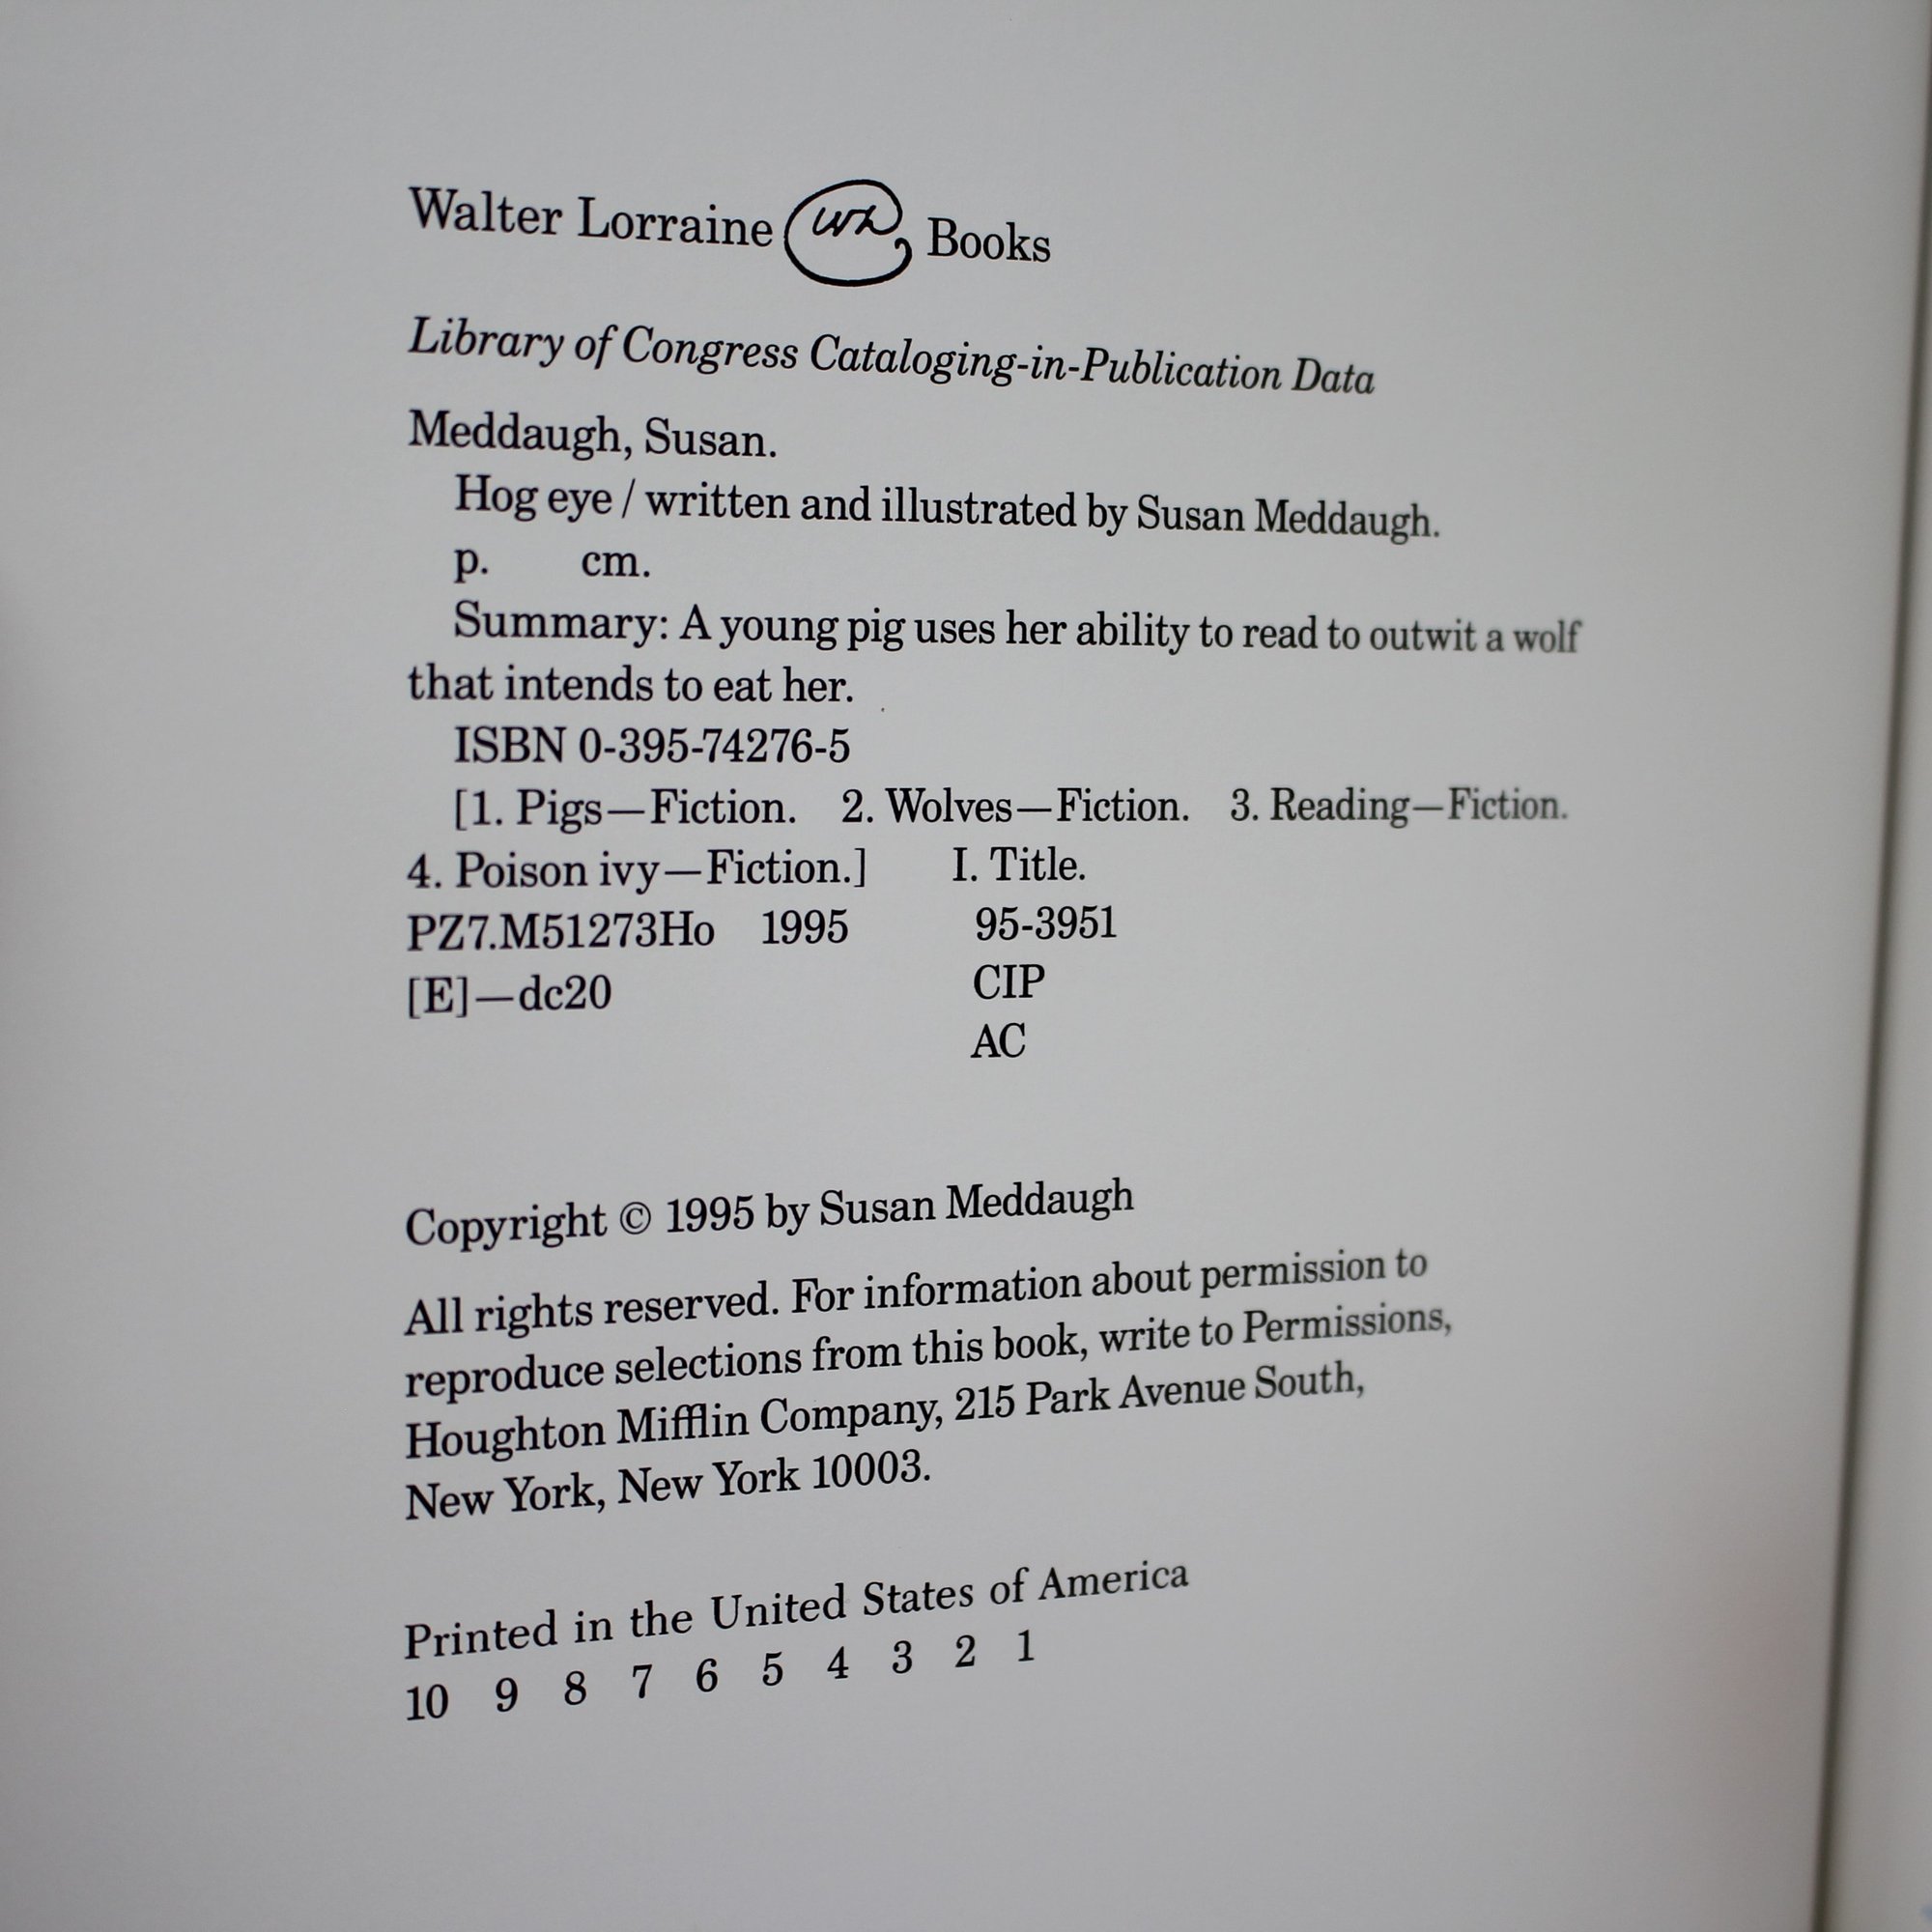 Walter Lorraine WL Books
Library of Congress Cataloging-in-Publication Data
Meddaugh, Susan.
Hog eye / written and illustrated by Susan Meddaugh.
p. cm.
Summary: A young pig uses her ability to read to outwit a wolf
that intends to eat her.
ISBN 0-395-74276-5
[1. Pigs—Fiction. 2. Wolves—Fiction. 3. Reading—Fiction.
4. Poison ivy—Fiction.] I. Title.
PZ7.M51273Ho 1995 95-3951
[E]—dc20 CIP
AC
Copyright © 1995 by Susan Meddaugh
All rights reserved. For information about permission to
reproduce selections from this book, write to Permissions,
Houghton Mifflin Company, 215 Park Avenue South,
New York, New York 10003.
Printed in the United States of America
10 9 8 7 6 5 4 3 2 1